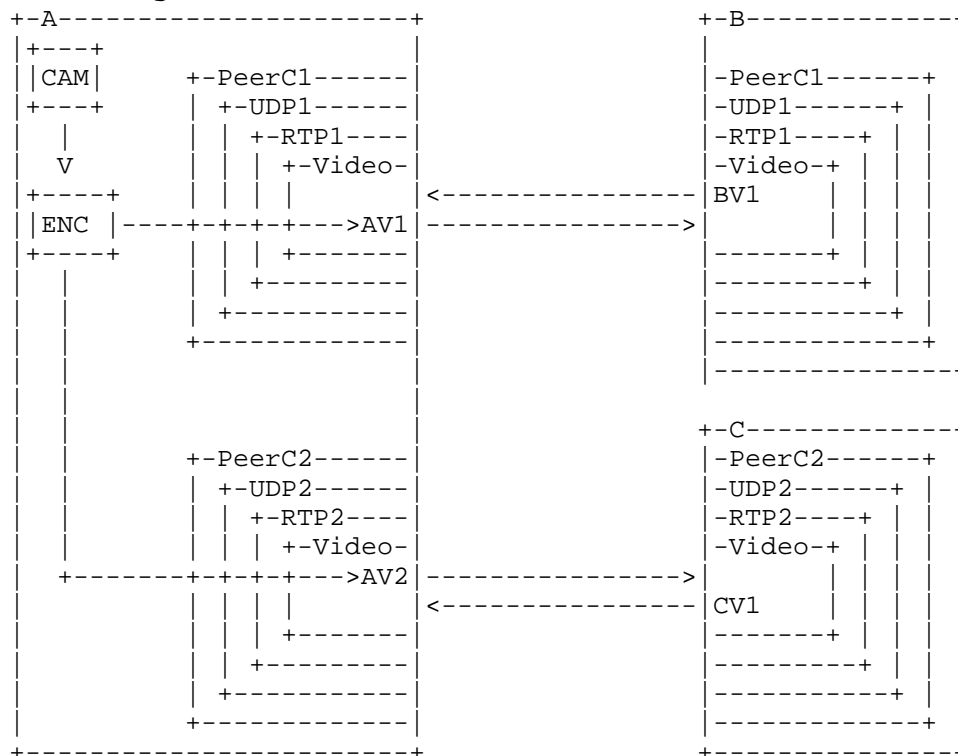 +-A----------------------+ +-B--------------
|+---+ | |
||CAM| +-PeerC1------| |-PeerC1------+
|+---+ | +-UDP1------| |-UDP1------+ |
| | | | +-RTP1----| |-RTP1----+ | |
| V | | | +-Video-| |-Video-+ | | |
|+----+ | | | | |<----------------|BV1 | | | |
||ENC |----+-+-+-+--->AV1|---------------->| | | | |
|+----+ | | | +-------| |-------+ | | |
| | | | +---------| |---------+ | |
| | | +-----------| |-----------+ |
| | +-------------| |-------------+
| | | |----------------
| | |
| | | +-C--------------
| | +-PeerC2------| |-PeerC2------+
| | | +-UDP2------| |-UDP2------+ |
| | | | +-RTP2----| |-RTP2----+ | |
| | | | | +-Video-| |-Video-+ | | |
| +-------+-+-+-+--->AV2|---------------->| | | | |
| | | | | |<----------------|CV1 | | | |
| | | | +-------| |-------+ | | |
| | | +---------| |---------+ | |
| | +-----------| |-----------+ |
| +-------------| |-------------+
+------------------------+ +----------------